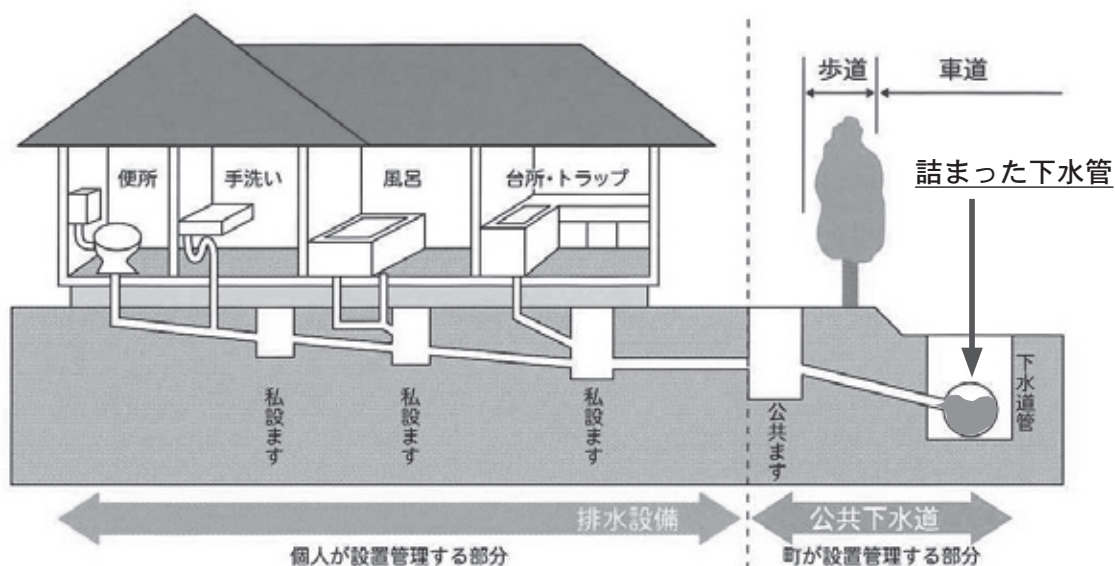 歩道
車道
便所
手洗い
風呂
台所・トラップ
詰まった下水管
私設ます
私設ます
私設ます
公共ます
下水道管
排水設備
公共下水道
個人が設置管理する部分
町が設置管理する部分